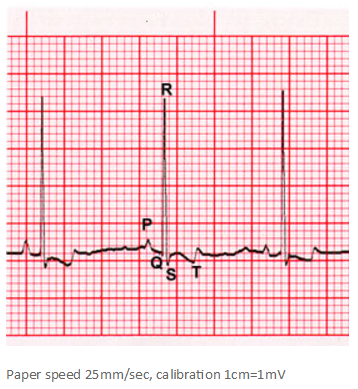 R
P
Q
S
T
Paper speed 25mm/sec, calibration 1cm=1mV